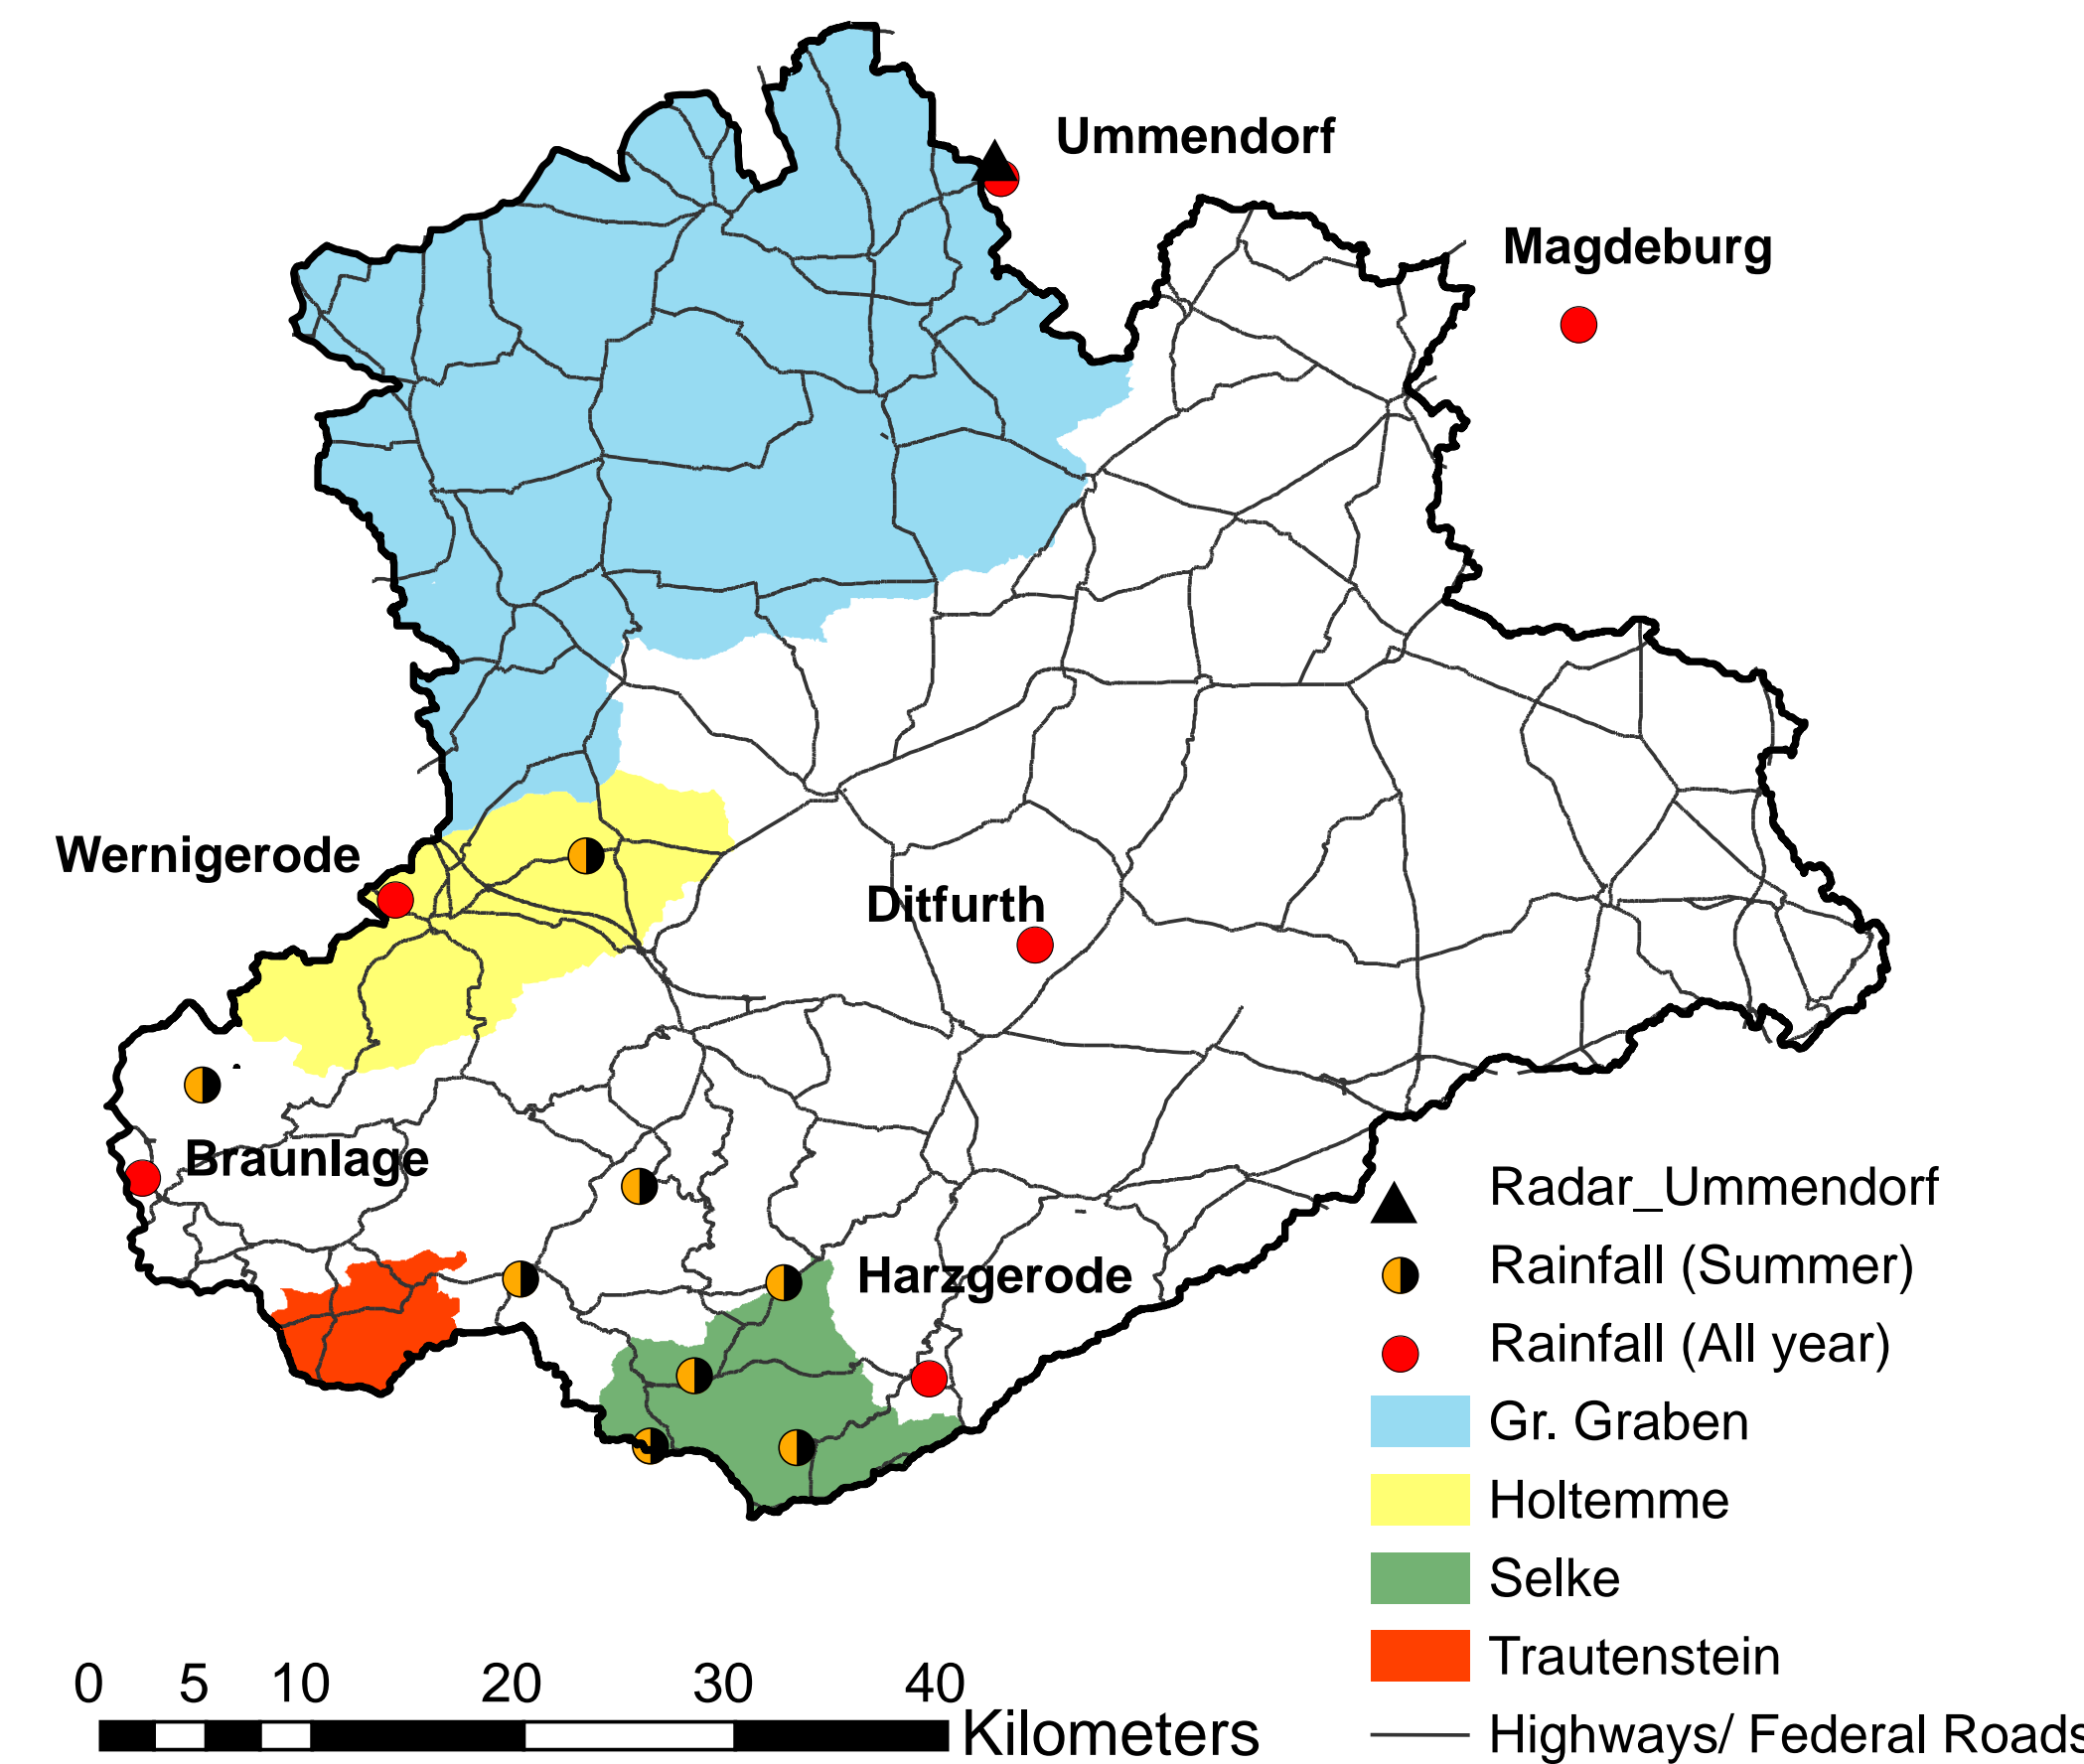 Ummendorf
Magdeburg
Wernigerode
Ditfurth
Braunlage
Harzgerode
Radar_Ummendorf
Rainfall (Summer)
Rainfall (All year)
Gr. Graben
Holtemme
Selke
Trautenstein
Highways/ Federal Roads
0 5 10 20 30 40
Kilometers